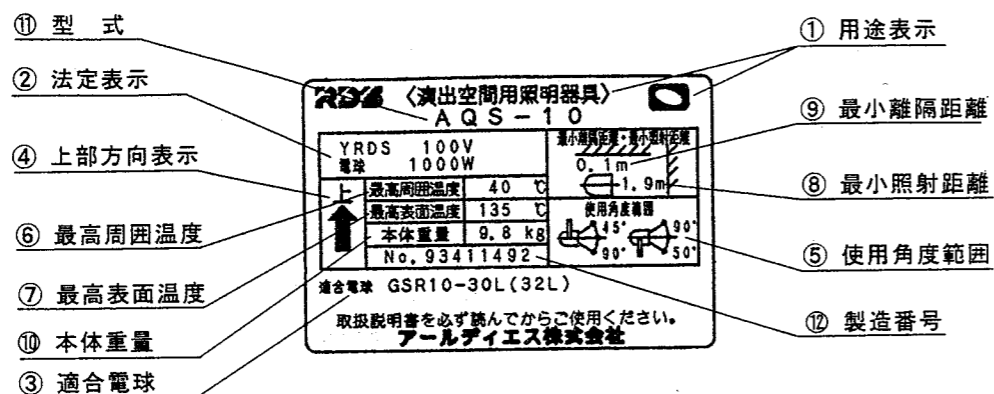 ⑪ 型 式
② 法定表示
④ 上部方向表示
⑥ 最高周囲温度
⑦ 最高表面温度
⑩ 本体重量
③ 適合電球
RDS 〈演出空間用照明器具〉
AQS-10
YRDS 100V
電球 1000W
最小離隔距離・最小照射距離
0.1m
1.9m
上
最高周囲温度 40 ℃
最高表面温度 135 ℃
本体重量 9.8 kg
No.93411492
使用角度範囲
45° 90°
90° 50°
適合電球 GSR10-30L(32L)
取扱説明書を必ず読んでからご使用ください。
アールディエス株式会社
① 用途表示
⑨ 最小離隔距離
⑧ 最小照射距離
⑤ 使用角度範囲
⑫ 製造番号